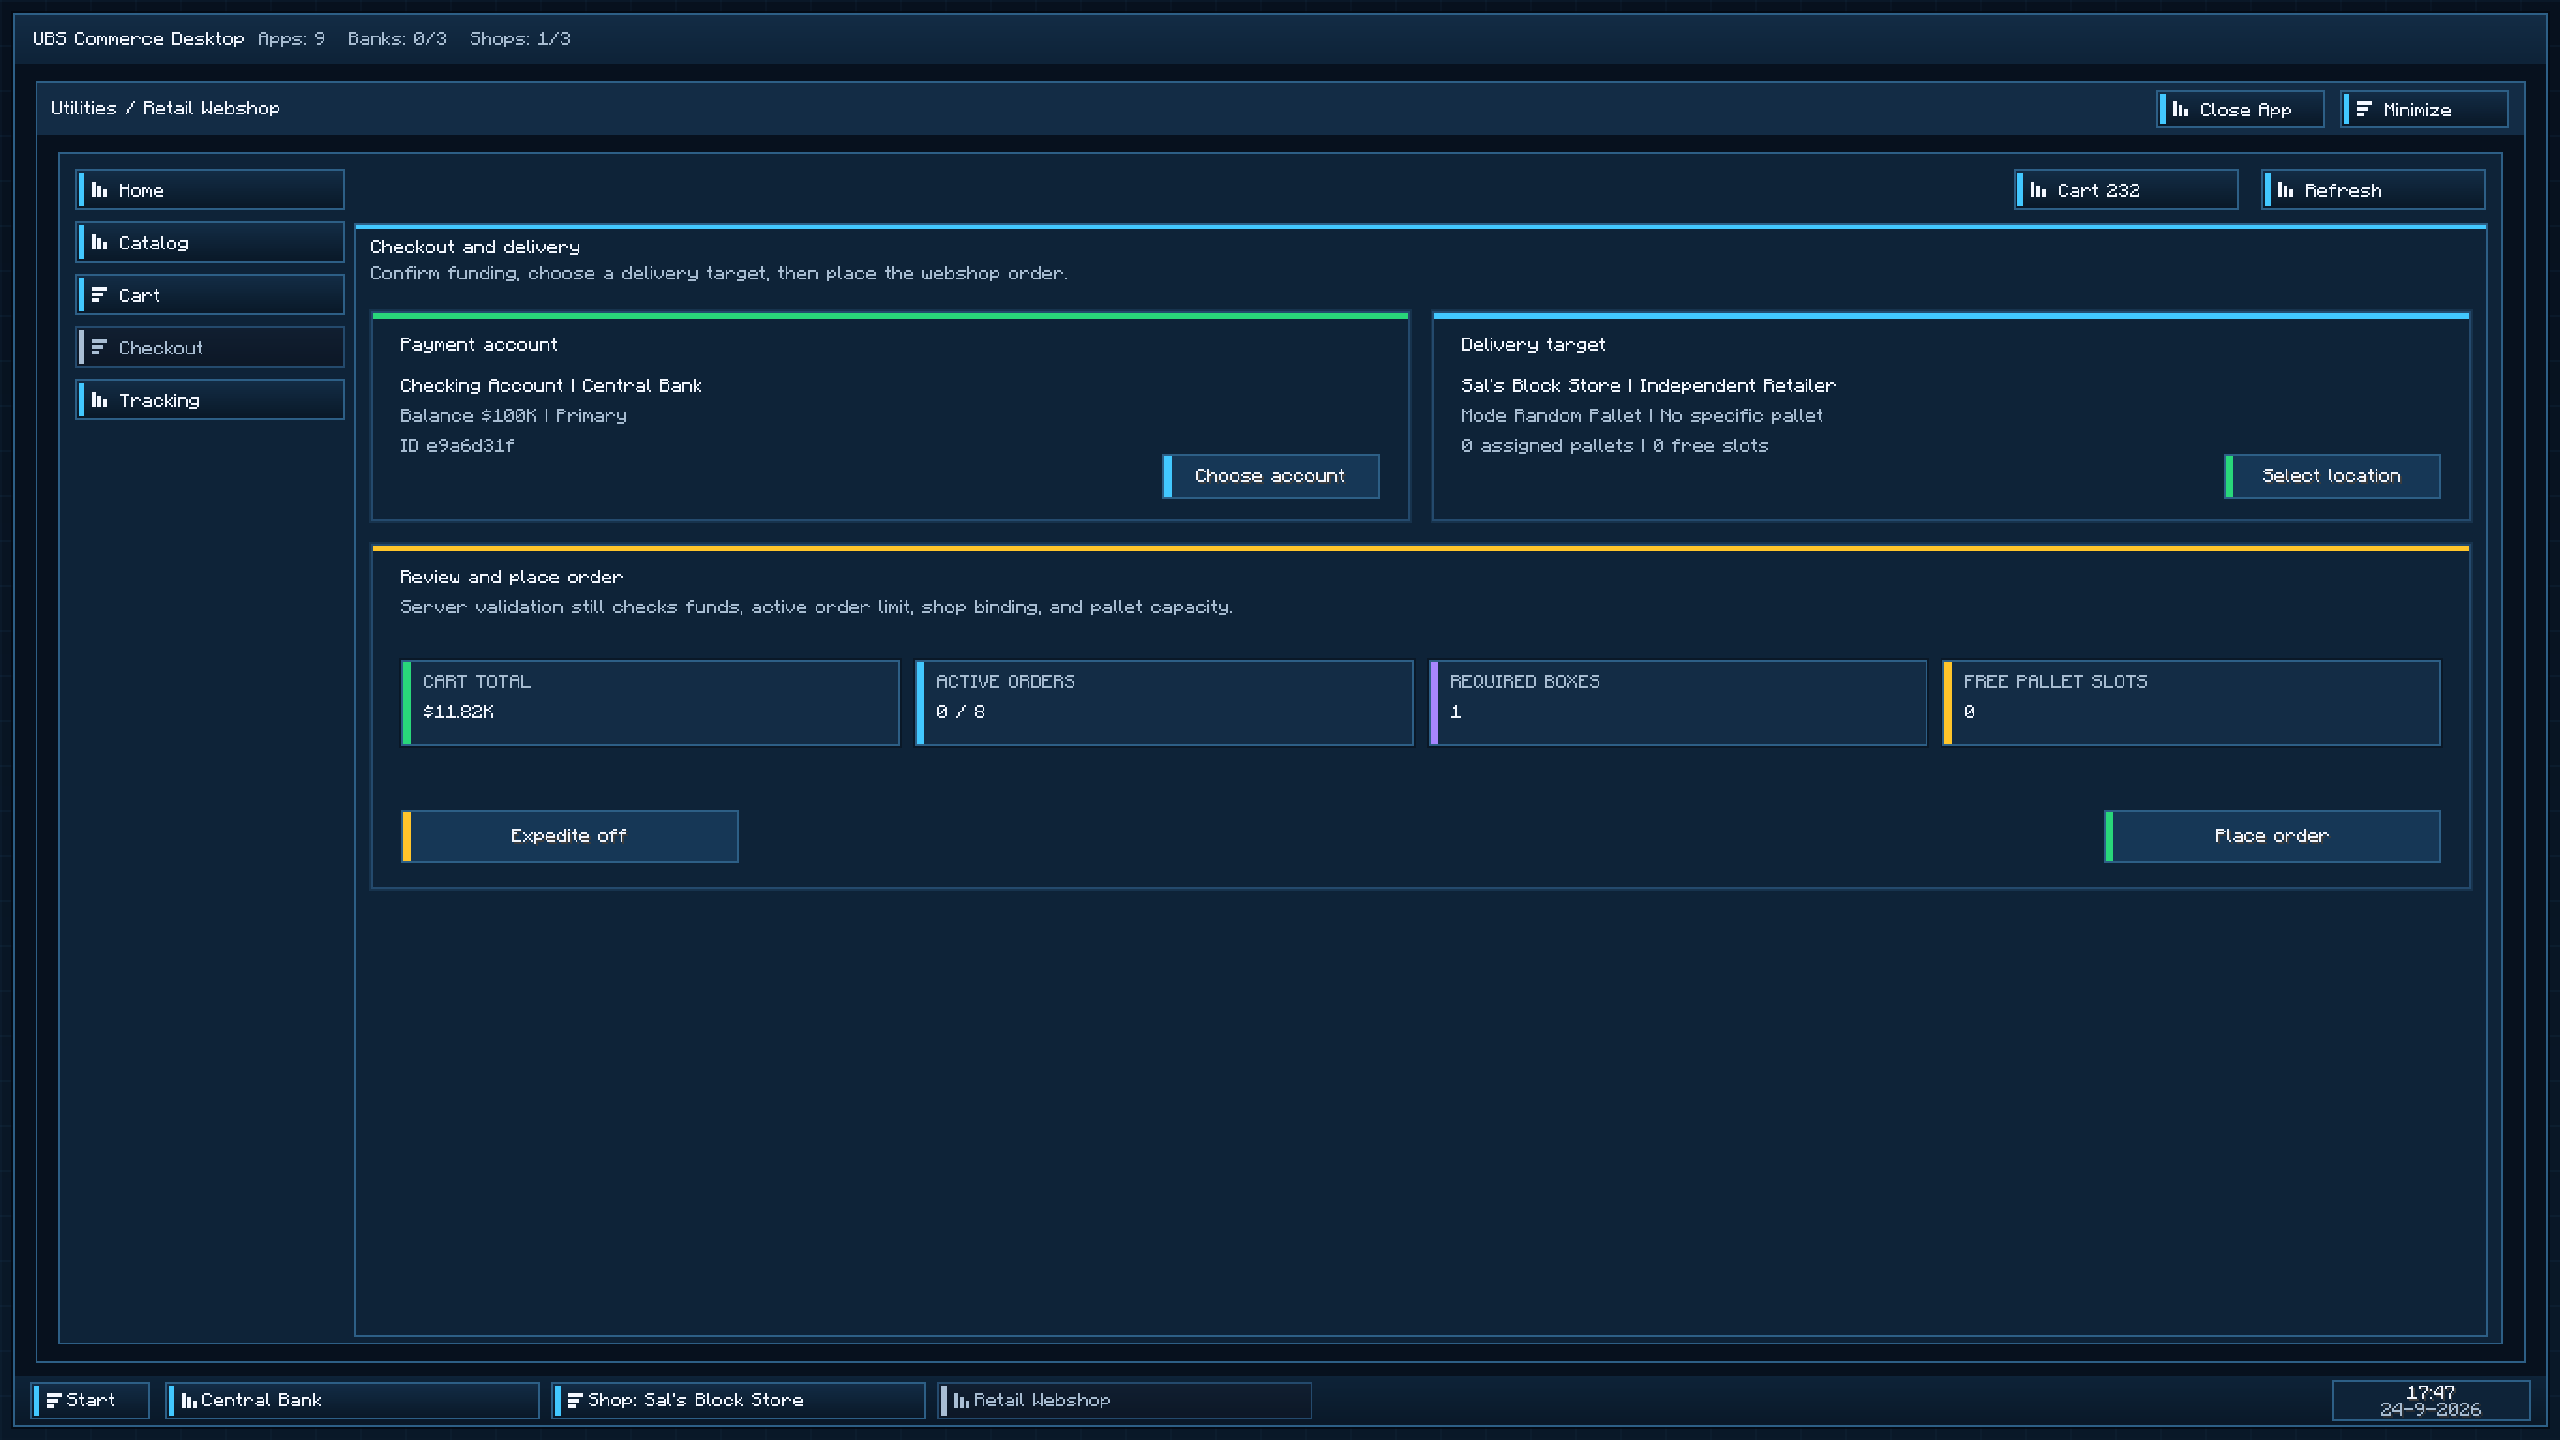 UBS Commerce Desktop Apps: 9 Banks: 0/3 Shops: 1/3
Utilities / Retail Webshop
Close App
Minimize
Home
Cart 232
Refresh
Catalog
Cart
Checkout
Tracking
Checkout and delivery
Confirm funding, choose a delivery target, then place the webshop order.
Payment account
Checking Account | Central Bank
Balance $100K | Primary
ID e9a6d31f
Choose account
Delivery target
Sal's Block Store | Independent Retailer
Mode Random Pallet | No specific pallet
0 assigned pallets | 0 free slots
Select location
Review and place order
Server validation still checks funds, active order limit, shop binding, and pallet capacity.
CART TOTAL
$11.82K
ACTIVE ORDERS
0 / 8
REQUIRED BOXES
1
FREE PALLET SLOTS
0
Expedite off
Place order
Start
Central Bank
Shop: Sal's Block Store
Retail Webshop
17:47
24-9-2026